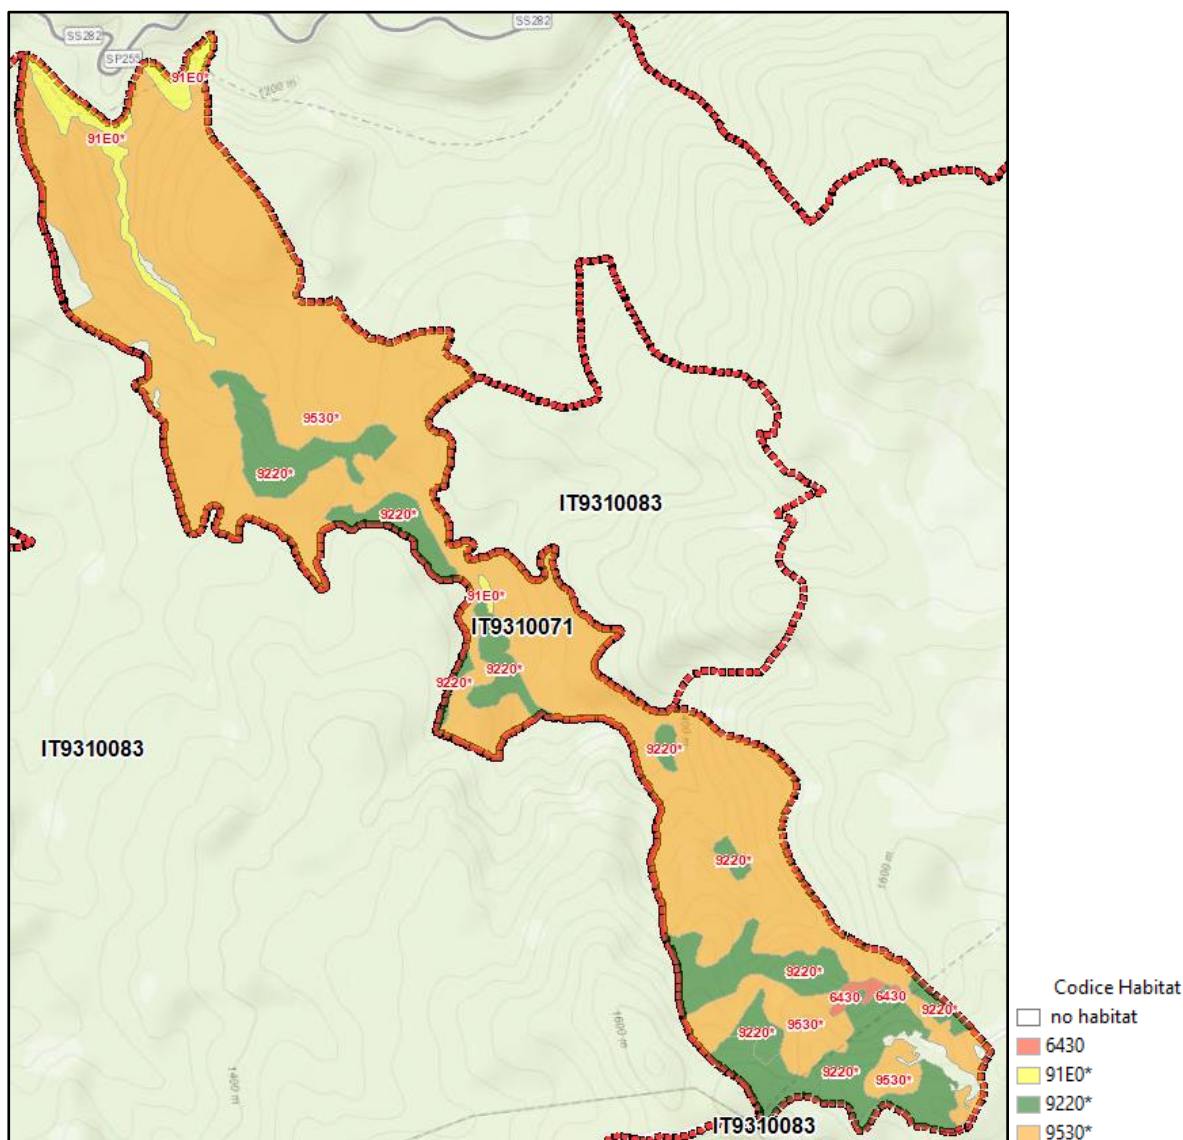 SS282
SS282
SP255
91E0*
1200 m
91E0*
9530*
9220*
IT9310083
9220*
91E0*
IT9310071
9220*
9220*
IT9310083
9220*
9220*
1600 m
9220*
6430
6430
9220*
9530*
9220*
1600 m
9220*
9530*
1400 m
IT9310083
Codice Habitat
no habitat
6430
91E0*
9220*
9530*